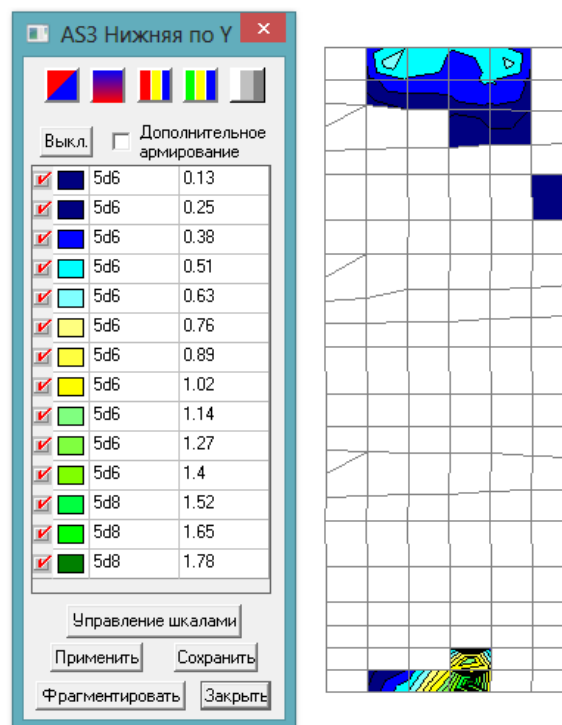 AS3 Нижняя по Y
Выкл.
Дополнительное
армирование
5d6 0.13
5d6 0.25
5d6 0.38
5d6 0.51
5d6 0.63
5d6 0.76
5d6 0.89
5d6 1.02
5d6 1.14
5d6 1.27
5d6 1.4
5d8 1.52
5d8 1.65
5d8 1.78
Управление шкалами
Применить Сохранить
Фрагментировать Закрыть